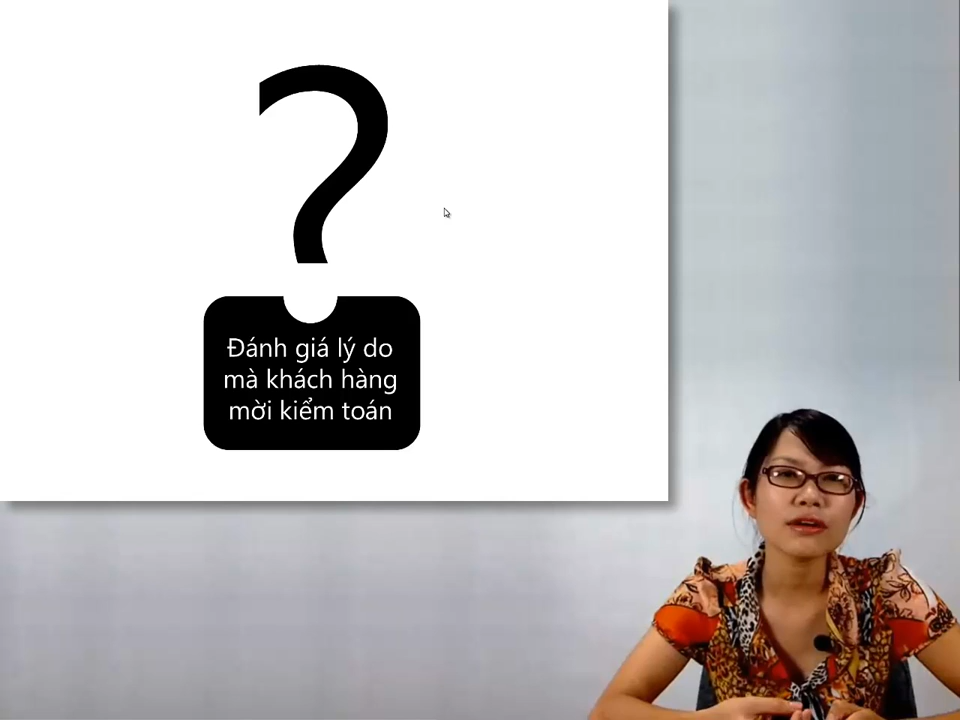 ?
Đánh giá lý do
mà khách hàng
mời kiểm toán